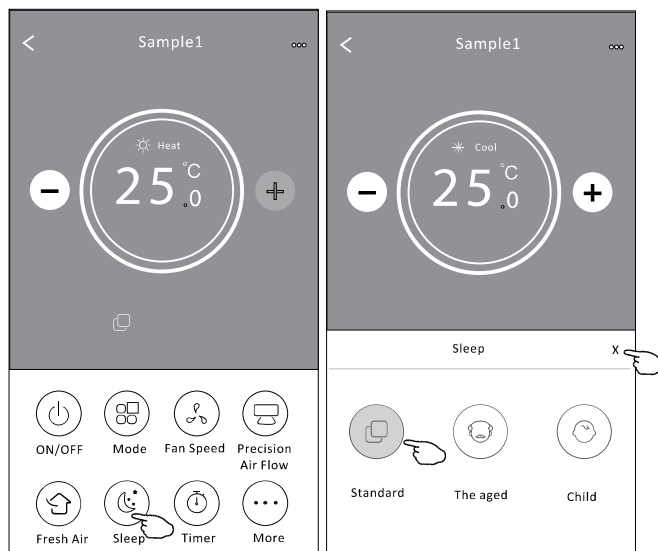 Sample1
Heat
25.0°C
ON/OFF
Mode
Fan Speed
Precision
Air Flow
Fresh Air
Sleep
Timer
More
Sample1
Cool
25.0°C
Sleep
X
Standard
The aged
Child